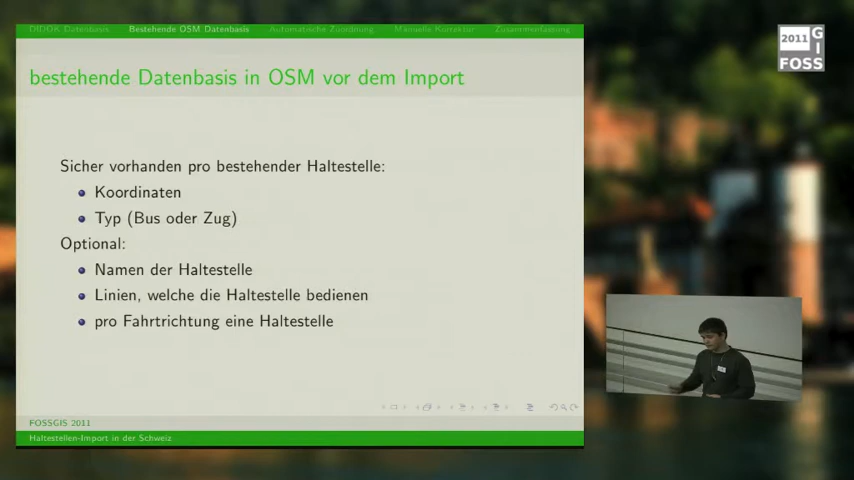 DIDOK Datenbasis Bestehende OSM Datenbasis Automatische Zuordnung Manuelle Korrektur Zusammenfassung
2011 G
I
FOSS
bestehende Datenbasis in OSM vor dem Import
Sicher vorhanden pro bestehender Haltestelle:
Koordinaten
Typ (Bus oder Zug)
Optional:
Namen der Haltestelle
Linien, welche die Haltestelle bedienen
pro Fahrtrichtung eine Haltestelle
FOSSGIS 2011
Haltestellen-Import in der Schweiz